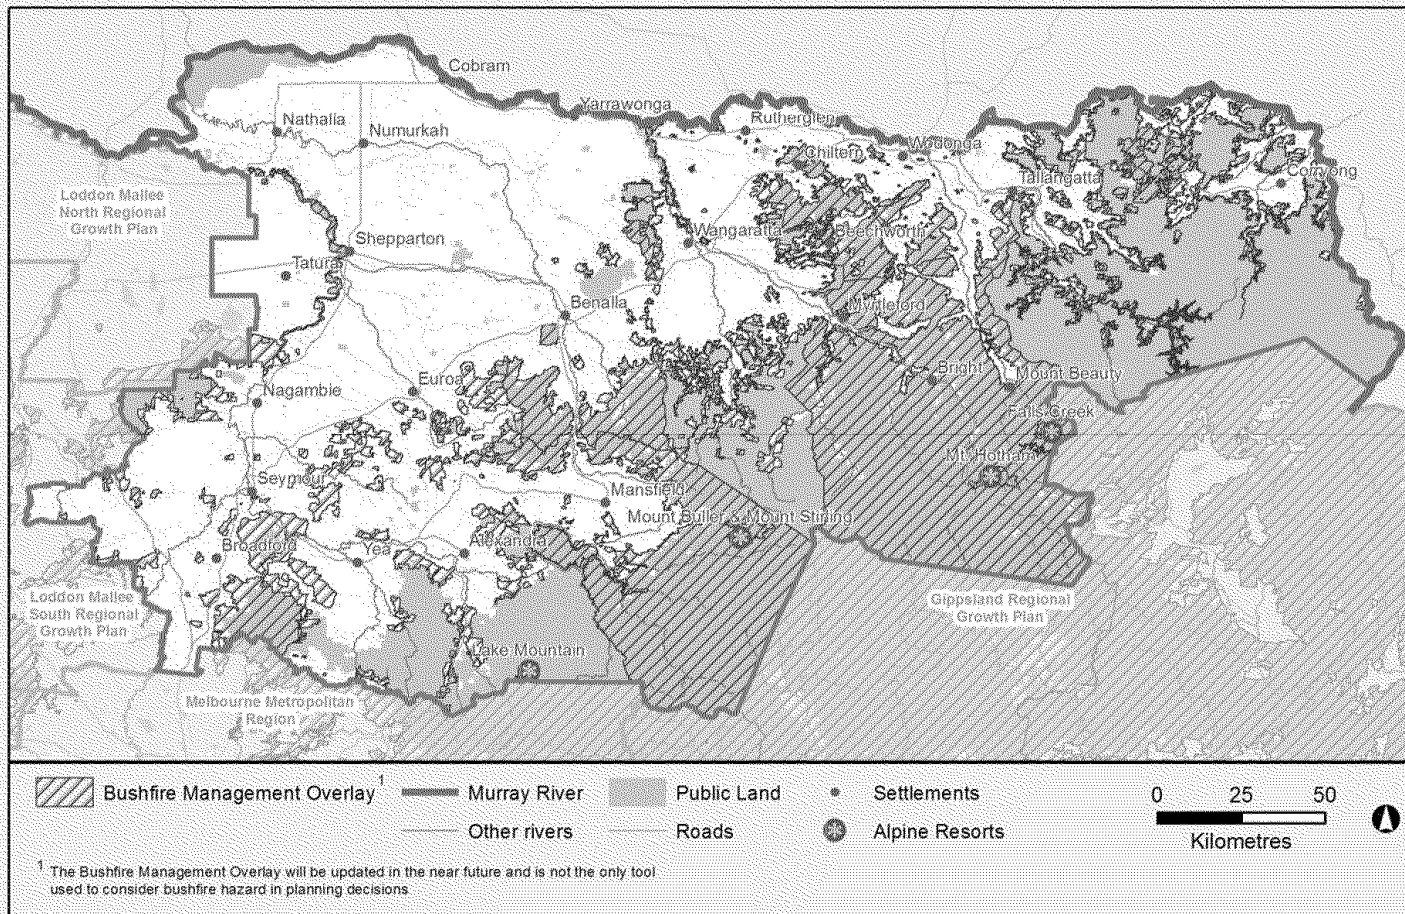 Cobram
Yarrawonga
Nathalia
Numurkah
Rutherglen
Chiltern
Wodonga
Tallangatta
Corryong
Loddon Mallee
North Regional
Growth Plan
Shepparton
Wangaratta
Beechworth
Tatura
Benalla
Myrtleford
Nagambie
Euroa
Bright
Mount Beauty
Falls Creek
Mt. Hotham
Seymour
Mansfield
Mount Buller & Mount Stirling
Broadford
Yea
Alexandra
Loddon Mallee
South Regional
Growth Plan
Gippsland Regional
Growth Plan
Lake Mountain
Melbourne Metropolitan
Region
Bushfire Management Overlay 1
Murray River
Public Land
Settlements
0 25 50
Other rivers
Roads
Alpine Resorts
Kilometres
1 The Bushfire Management Overlay will be updated in the near future and is not the only tool
used to consider bushfire hazard in planning decisions